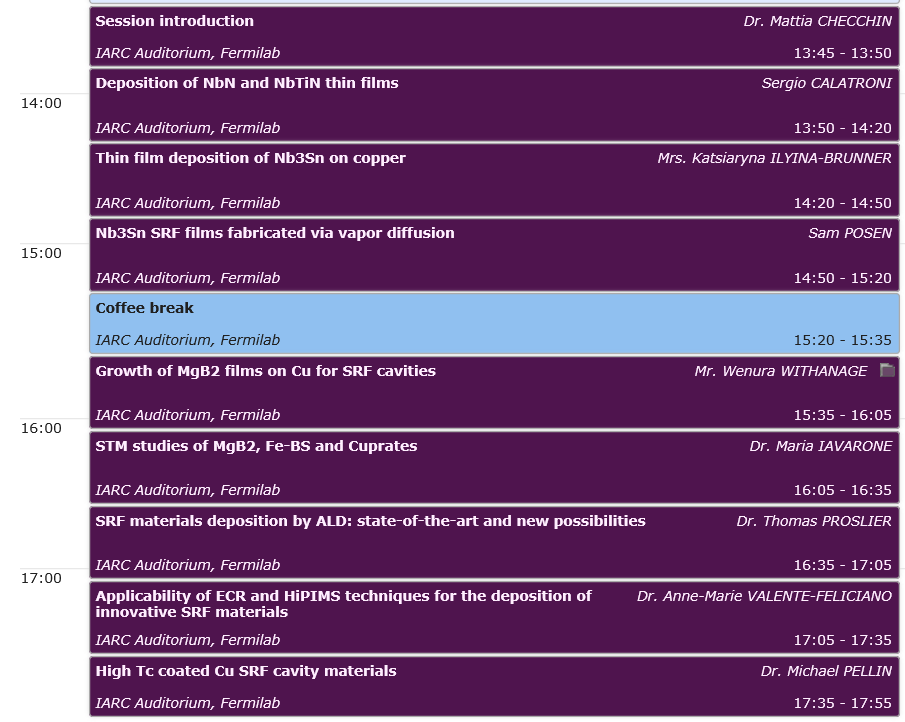 Session introduction Dr. Mattia CHECCHIN
IARC Auditorium, Fermilab 13:45 - 13:50
Deposition of NbN and NbTiN thin films Sergio CALATRONI
14:00
IARC Auditorium, Fermilab 13:50 - 14:20
Thin film deposition of Nb3Sn on copper Mrs. Katsiaryna ILYINA-BRUNNER
IARC Auditorium, Fermilab 14:20 - 14:50
Nb3Sn SRF films fabricated via vapor diffusion Sam POSEN
15:00
IARC Auditorium, Fermilab 14:50 - 15:20
Coffee break
IARC Auditorium, Fermilab 15:20 - 15:35
Growth of MgB2 films on Cu for SRF cavities Mr. Wenura WITHANAGE
IARC Auditorium, Fermilab 15:35 - 16:05
16:00
STM studies of MgB2, Fe-BS and Cuprates Dr. Maria IAVARONE
IARC Auditorium, Fermilab 16:05 - 16:35
SRF materials deposition by ALD: state-of-the-art and new possibilities Dr. Thomas PROSLIER
IARC Auditorium, Fermilab 16:35 - 17:05
17:00
Applicability of ECR and HiPIMS techniques for the deposition of Dr. Anne-Marie VALENTE-FELICIANO
innovative SRF materials
IARC Auditorium, Fermilab 17:05 - 17:35
High Tc coated Cu SRF cavity materials Dr. Michael PELLIN
IARC Auditorium, Fermilab 17:35 - 17:55